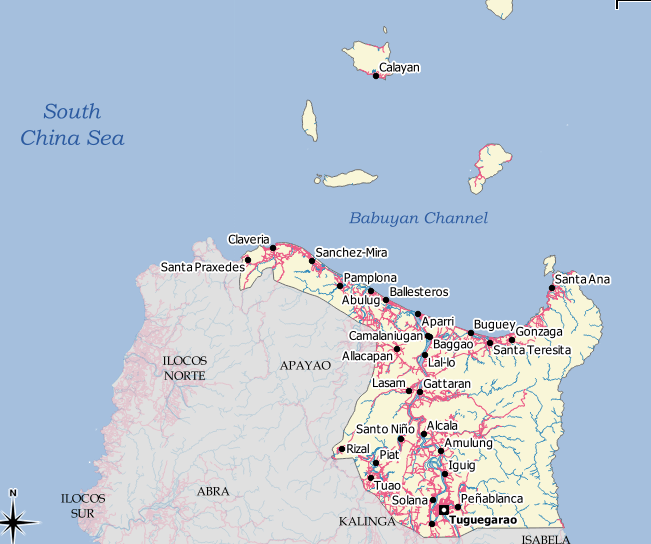 Calayan
South
China Sea
Babuyan Channel
Claveria
Sanchez-Mira
Santa Praxedes
Pamplona
Santa Ana
Abulug
Ballesteros
Aparri
Buguey
Gonzaga
Camalaniugan
Baggao
Santa Teresita
Allacapan
Lal-lo
ILOCOS
NORTE
APAYAO
Lasam
Gattaran
Santo Niño
Alcala
Amulung
Rizal
Piat
Iguig
Tuao
ABRA
N
ILOCOS
SUR
Solana
Peñablanca
KALINGA
Tuguegarao
ISABELA